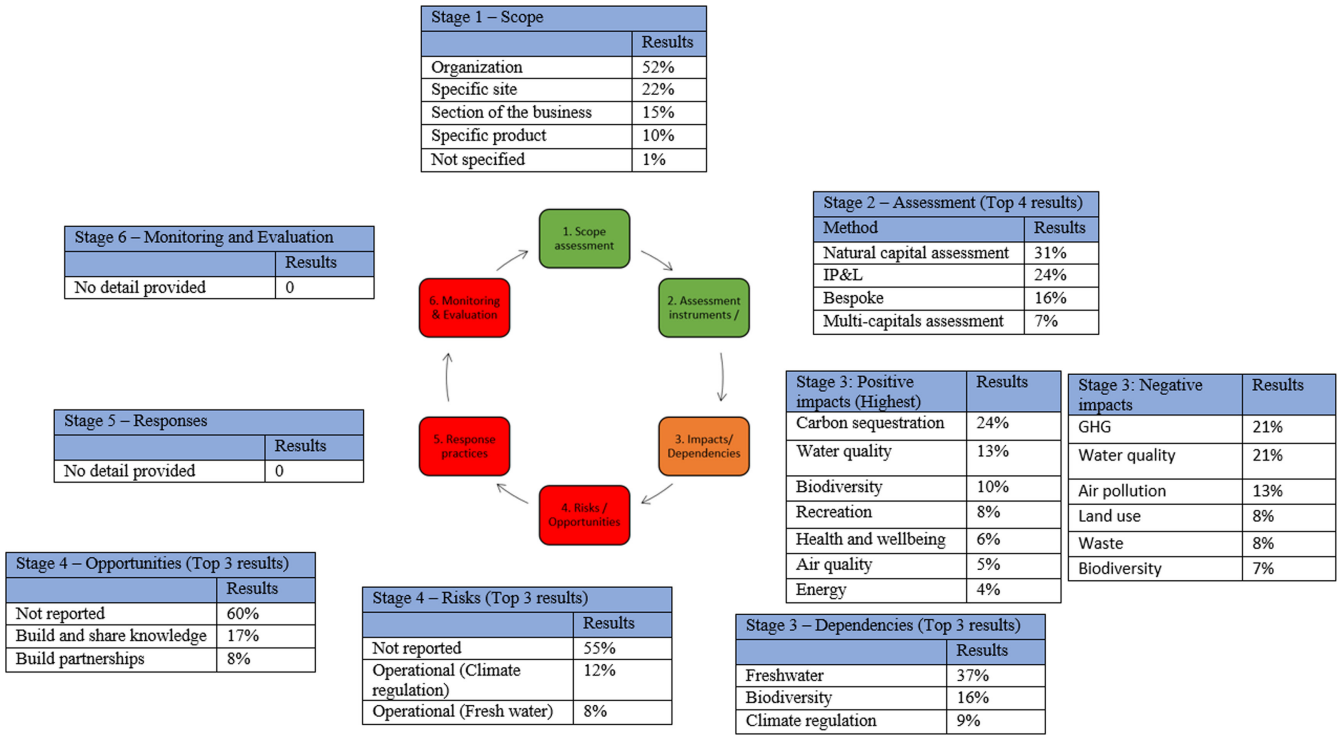 Stage 1 – Scope
Results
Organization 52%
Specific site 22%
Section of the business 15%
Specific product 10%
Not specified 1%
Stage 2 – Assessment (Top 4 results)
Method Results
Natural capital assessment 31%
IP&L 24%
Bespoke 16%
Multi-capitals assessment 7%
Stage 6 – Monitoring and Evaluation
Results
No detail provided 0
1. Scope
assessment
2. Assessment
instruments /
3. Impacts/
Dependencies
4. Risks /
Opportunities
5. Response
practices
6. Monitoring
& Evaluation
Stage 3: Positive Results
impacts (Highest)
Carbon sequestration 24%
Water quality 13%
Biodiversity 10%
Recreation 8%
Health and wellbeing 6%
Air quality 5%
Energy 4%
Stage 3: Negative Results
impacts
GHG 21%
Water quality 21%
Air pollution 13%
Land use 8%
Waste 8%
Biodiversity 7%
Stage 5 – Responses
Results
No detail provided 0
Stage 4 – Opportunities (Top 3 results)
Results
Not reported 60%
Build and share knowledge 17%
Build partnerships 8%
Stage 4 – Risks (Top 3 results)
Results
Not reported 55%
Operational (Climate 12%
regulation)
Operational (Fresh water) 8%
Stage 3 – Dependencies (Top 3 results)
Results
Freshwater 37%
Biodiversity 16%
Climate regulation 9%